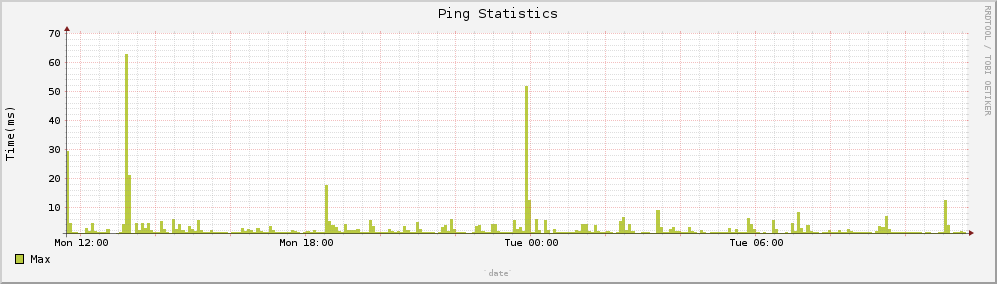 Ping Statistics
RRDTOOL / TOBI OETIKER
Time(ms)
70
60
50
40
30
20
10
Mon 12:00 Mon 18:00 Tue 00:00 Tue 06:00
Max
`date`